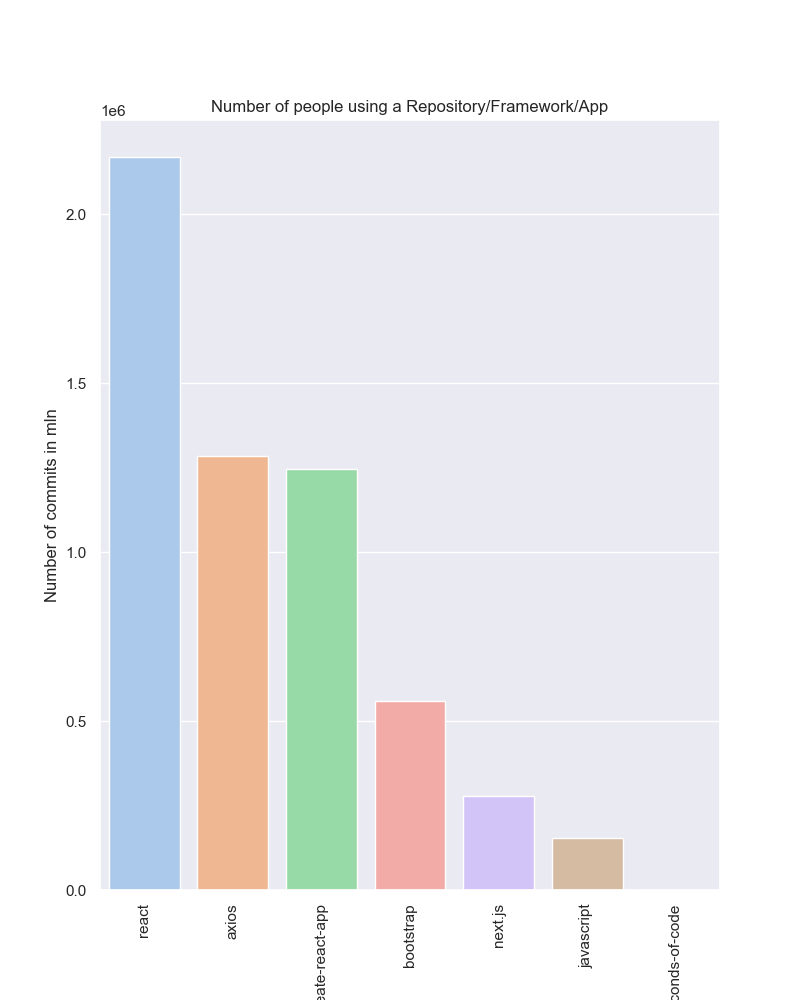 Number of people using a Repository/Framework/App
1e6
2.0
1.5
1.0
0.5
0.0
Number of commits in mln
react
axios
eate-react-app
bootstrap
next.js
javascript
conds-of-code